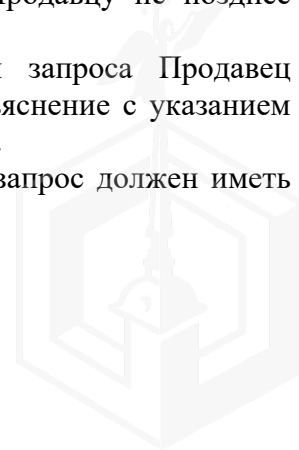 продавцу не позднее
запроса Продавец
яснение с указанием
запрос должен иметь